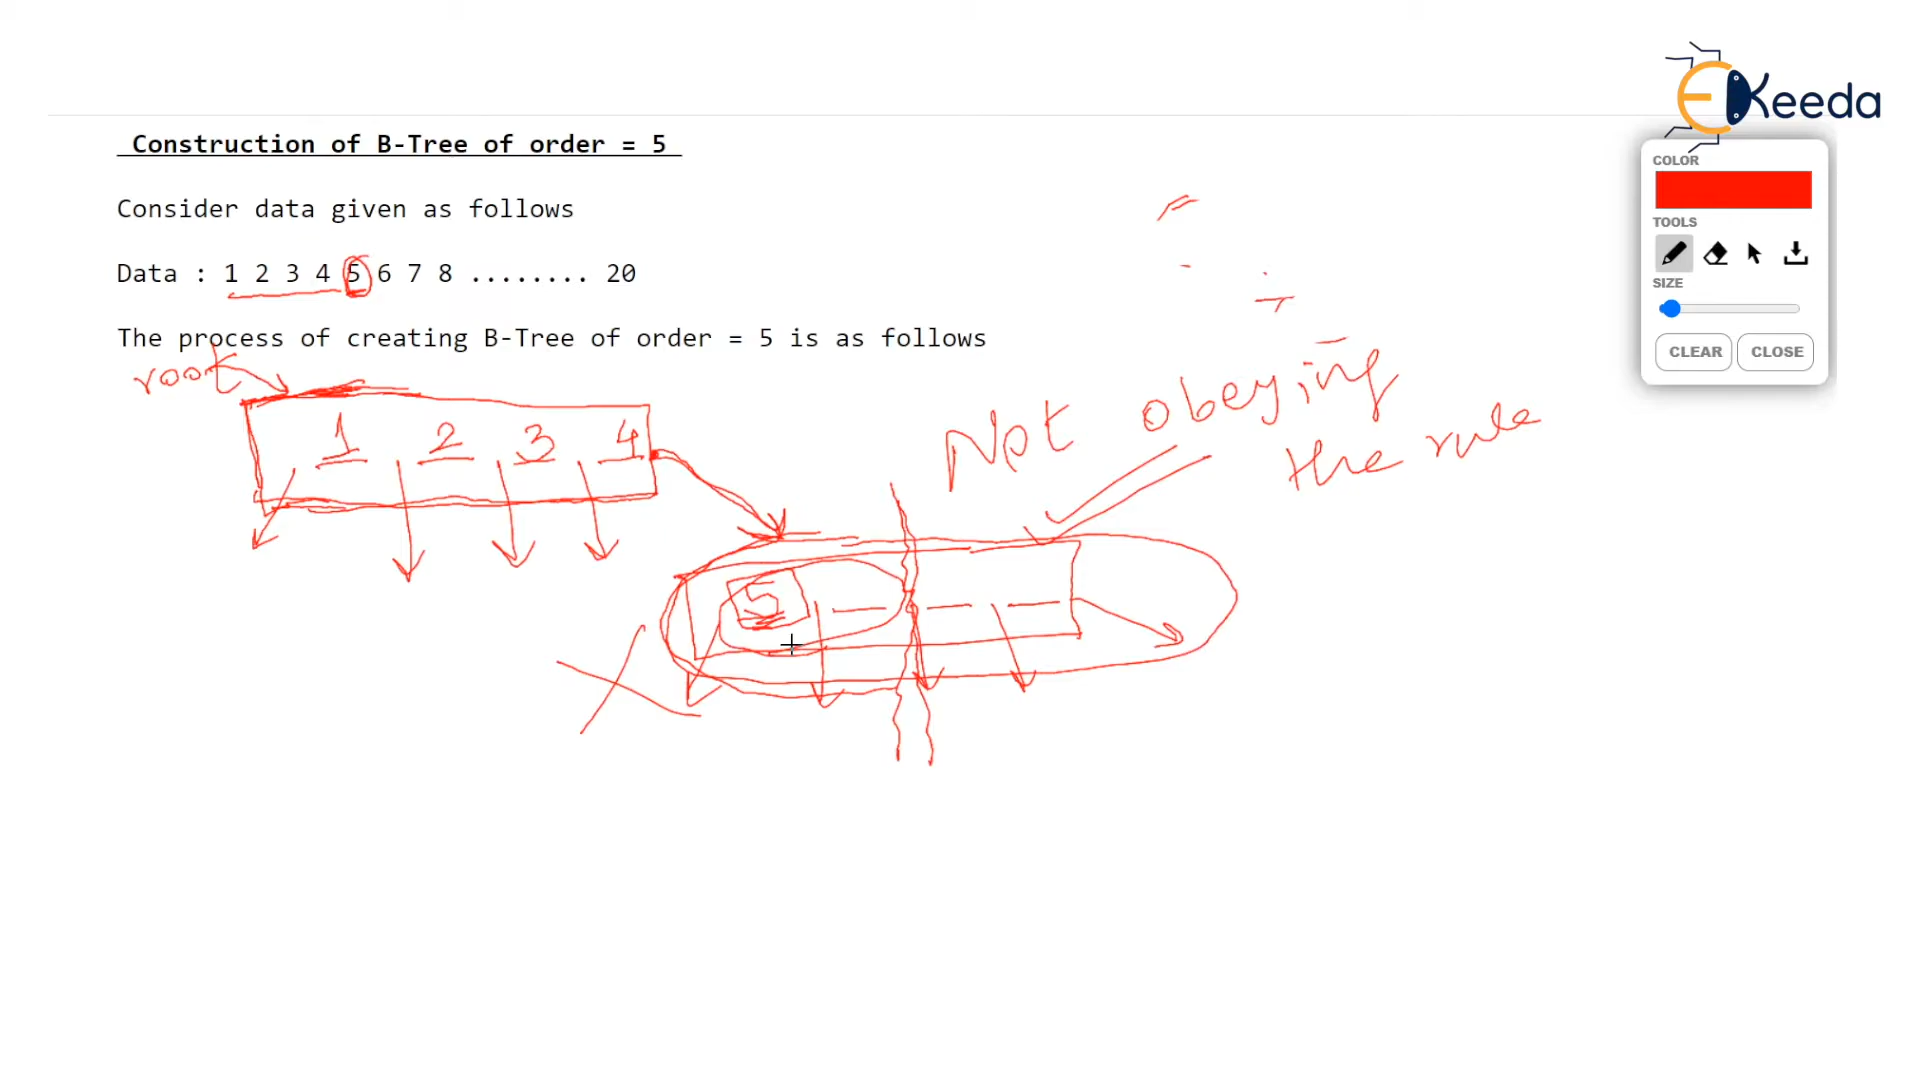 EKeeda
Construction of B-Tree of order = 5
Consider data given as follows
Data : 1 2 3 4 5 6 7 8 ........ 20
The process of creating B-Tree of order = 5 is as follows
root
1 2 3 4
Not obeying
the rule
5
COLOR
TOOLS
SIZE
CLEAR CLOSE